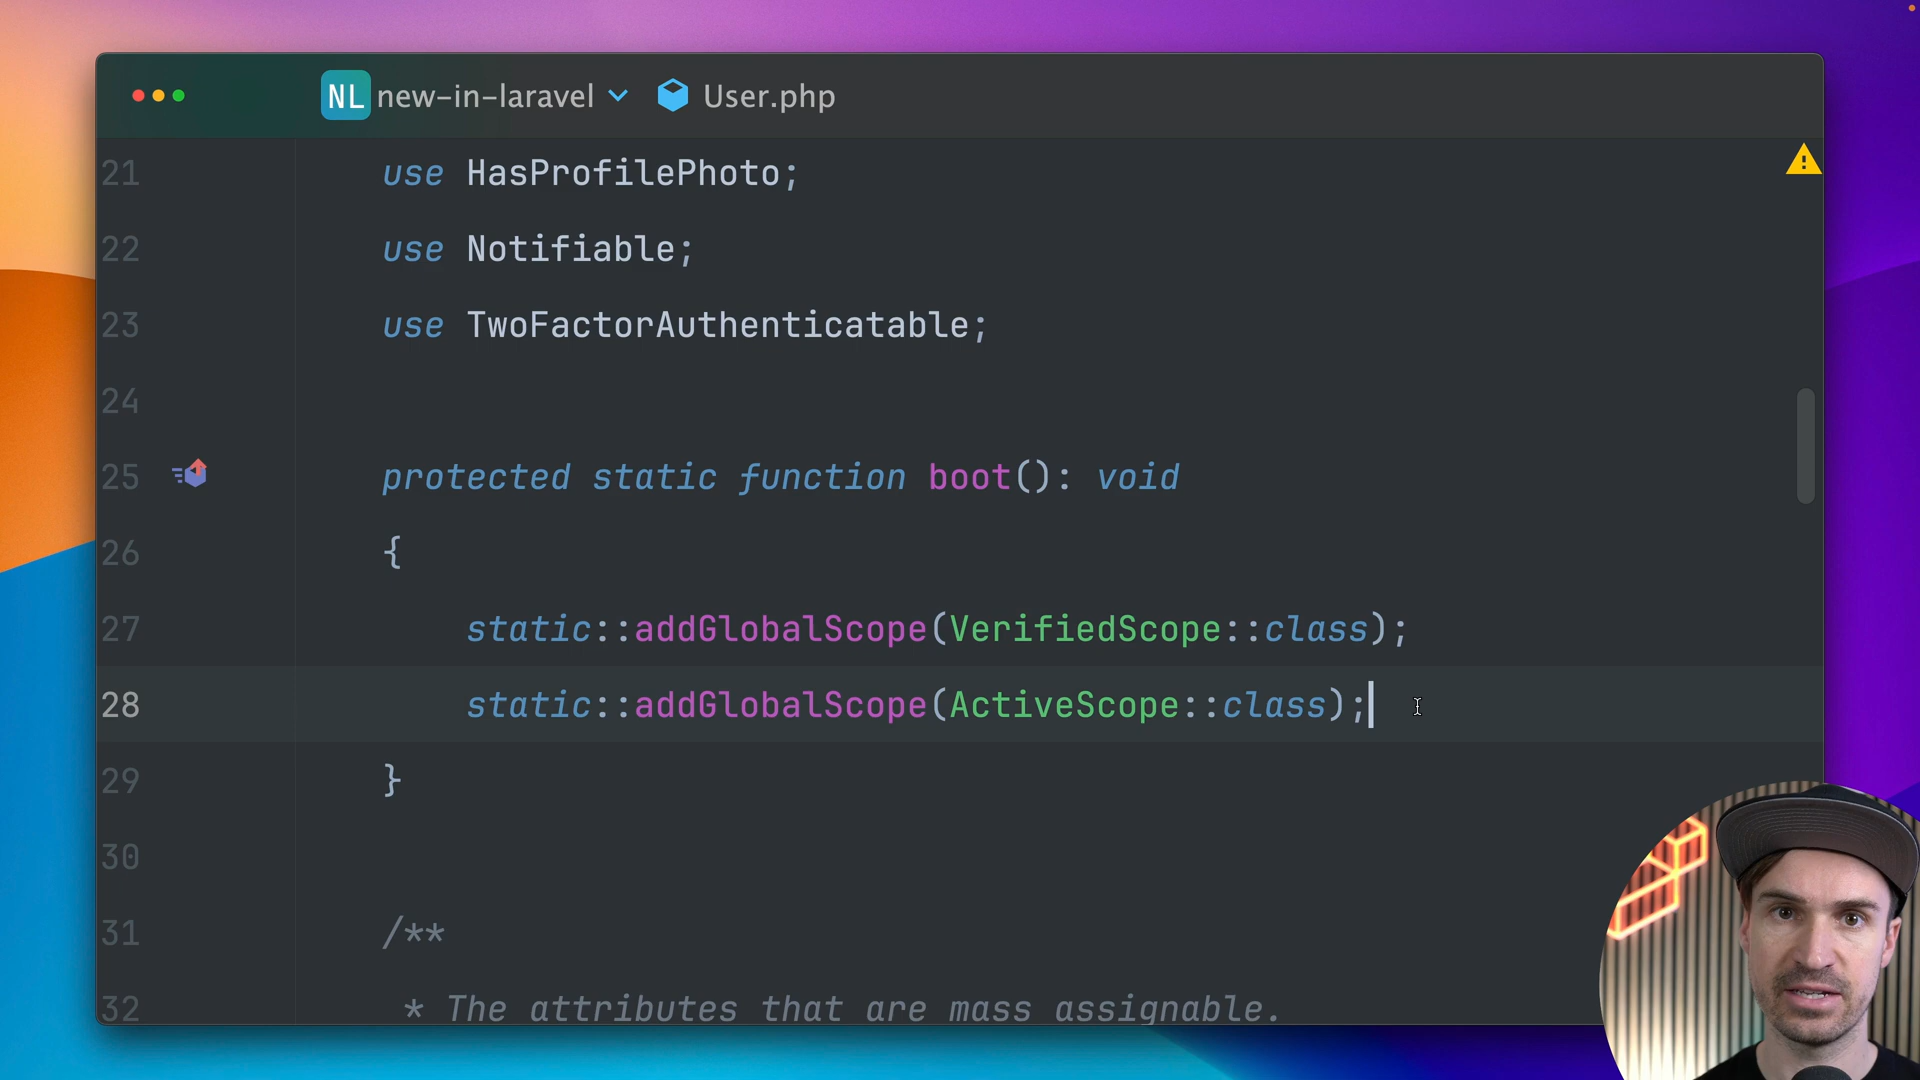 NL new-in-laravel User.php
21 use HasProfilePhoto;
22 use Notifiable;
23 use TwoFactorAuthenticatable;
24
25 protected static function boot(): void
26 {
27 static::addGlobalScope(VerifiedScope::class);
28 static::addGlobalScope(ActiveScope::class);
29 }
30
31 /**
32 * The attributes that are mass assignable.